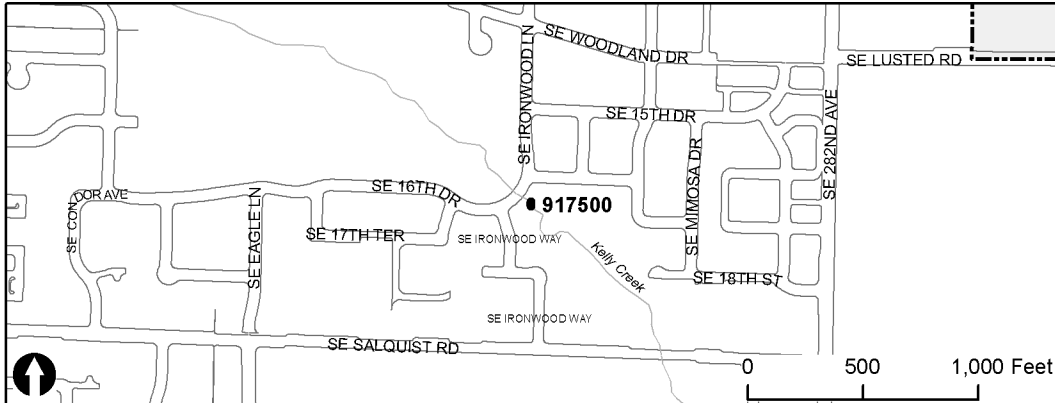 SE WOODLAND DR
SE IRONWOOD LN
SE LUSTED RD
SE 15TH DR
SE 282ND AVE
SE MIMOSA DR
SE 16TH DR
SE CONDOR AVE
SE EAGLE LN
917500
SE 17TH TER
SE IRONWOOD WAY
Kelly Creek
SE 18TH ST
SE IRONWOOD WAY
SE SALQUIST RD
0 500 1,000 Feet